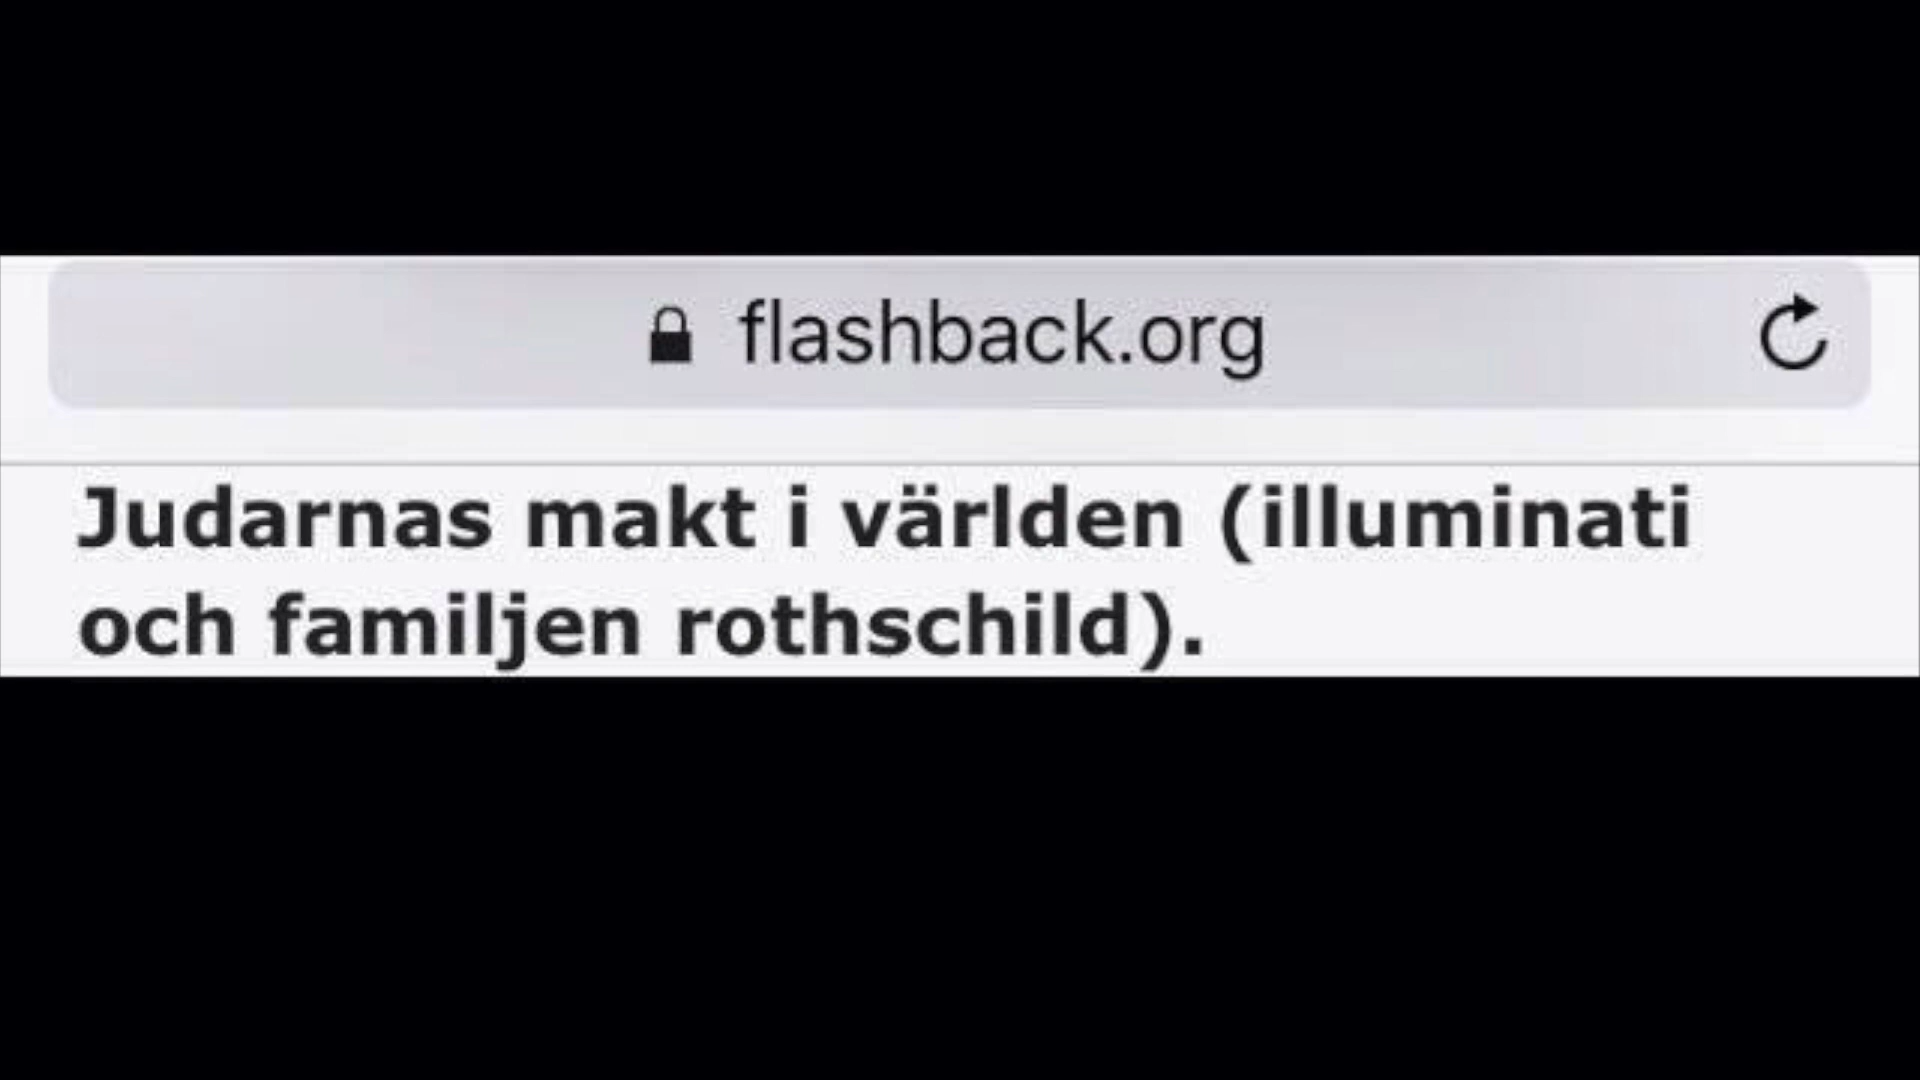 flashback.org
Judarnas makt i världen (illuminati
och familjen rothschild).